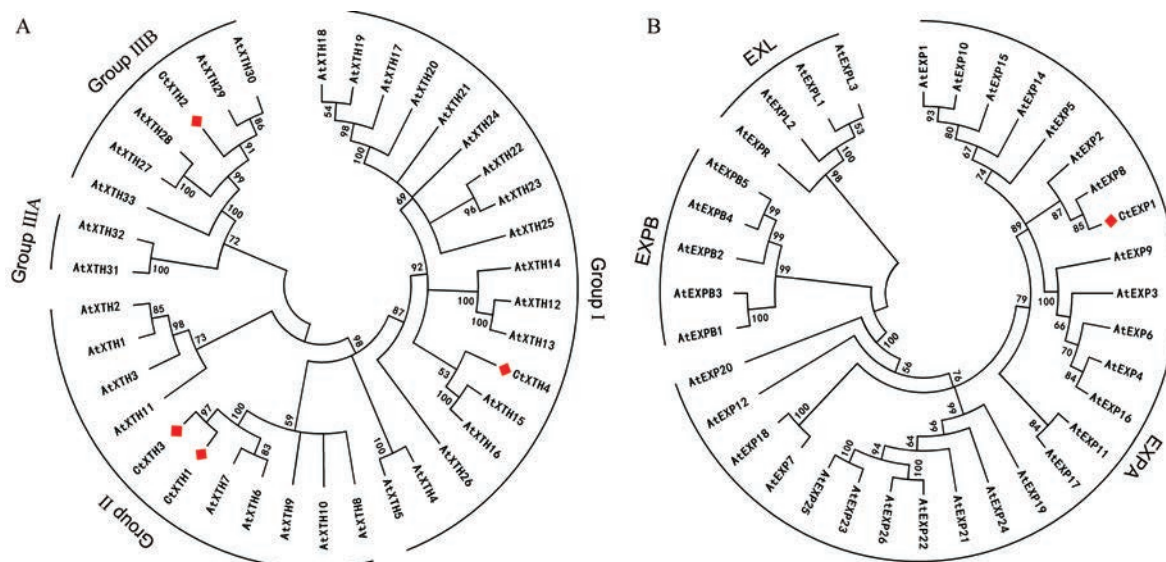 A
Group IIIB
Group IIIA
Group II
Group I
AtXTH30
AtXTH29
CtXTH2
AtXTH28
AtXTH27
AtXTH33
AtXTH32
AtXTH31
AtXTH2
AtXTH1
AtXTH3
AtXTH11
CtXTH3
CtXTH1
AtXTH7
AtXTH6
AtXTH9
AtXTH10
AtXTH8
AtXTH5
AtXTH4
AtXTH26
AtXTH16
AtXTH15
CtXTH4
AtXTH13
AtXTH12
AtXTH14
AtXTH25
AtXTH23
AtXTH22
AtXTH24
AtXTH21
AtXTH20
AtXTH17
AtXTH19
AtXTH18
86
91
99
100
100
72
100
85
98
73
97
100
83
59
98
100
87
92
53
100
100
100
69
96
100
98
54
B
EXL
EXPB
EXPA
AtEXPL3
AtEXPL1
AtEXPL2
AtEXPR
AtEXPB5
AtEXPB4
AtEXPB2
AtEXPB3
AtEXPB1
AtEXP20
AtEXP12
AtEXP18
AtEXP7
AtEXP25
AtEXP23
AtEXP26
AtEXP22
AtEXP21
AtEXP24
AtEXP19
AtEXP17
AtEXP11
AtEXP16
AtEXP4
AtEXP6
AtEXP3
AtEXP9
CtEXP1
AtEXP8
AtEXP2
AtEXP5
AtEXP14
AtEXP15
AtEXP10
AtEXP1
53
100
98
99
99
99
100
100
56
100
76
99
99
64
94
100
100
79
84
89
100
66
70
84
87
85
74
67
80
93